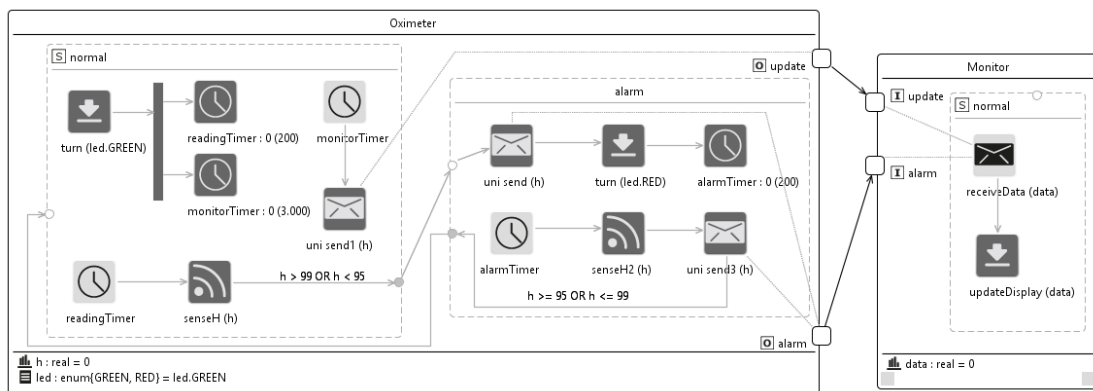 Oximeter
S normal
turn (led.GREEN)
readingTimer : 0 (200)
monitorTimer : 0 (3.000)
monitorTimer
uni send1 (h)
readingTimer
senseH (h)
h > 99 OR h < 95
O update
alarm
uni send (h)
turn (led.RED)
alarmTimer : 0 (200)
alarmTimer
senseH2 (h)
uni send3 (h)
h >= 95 OR h <= 99
O alarm
h : real = 0
led : enum{GREEN, RED} = led.GREEN
Monitor
I update
I alarm
S normal
receiveData (data)
updateDisplay (data)
data : real = 0